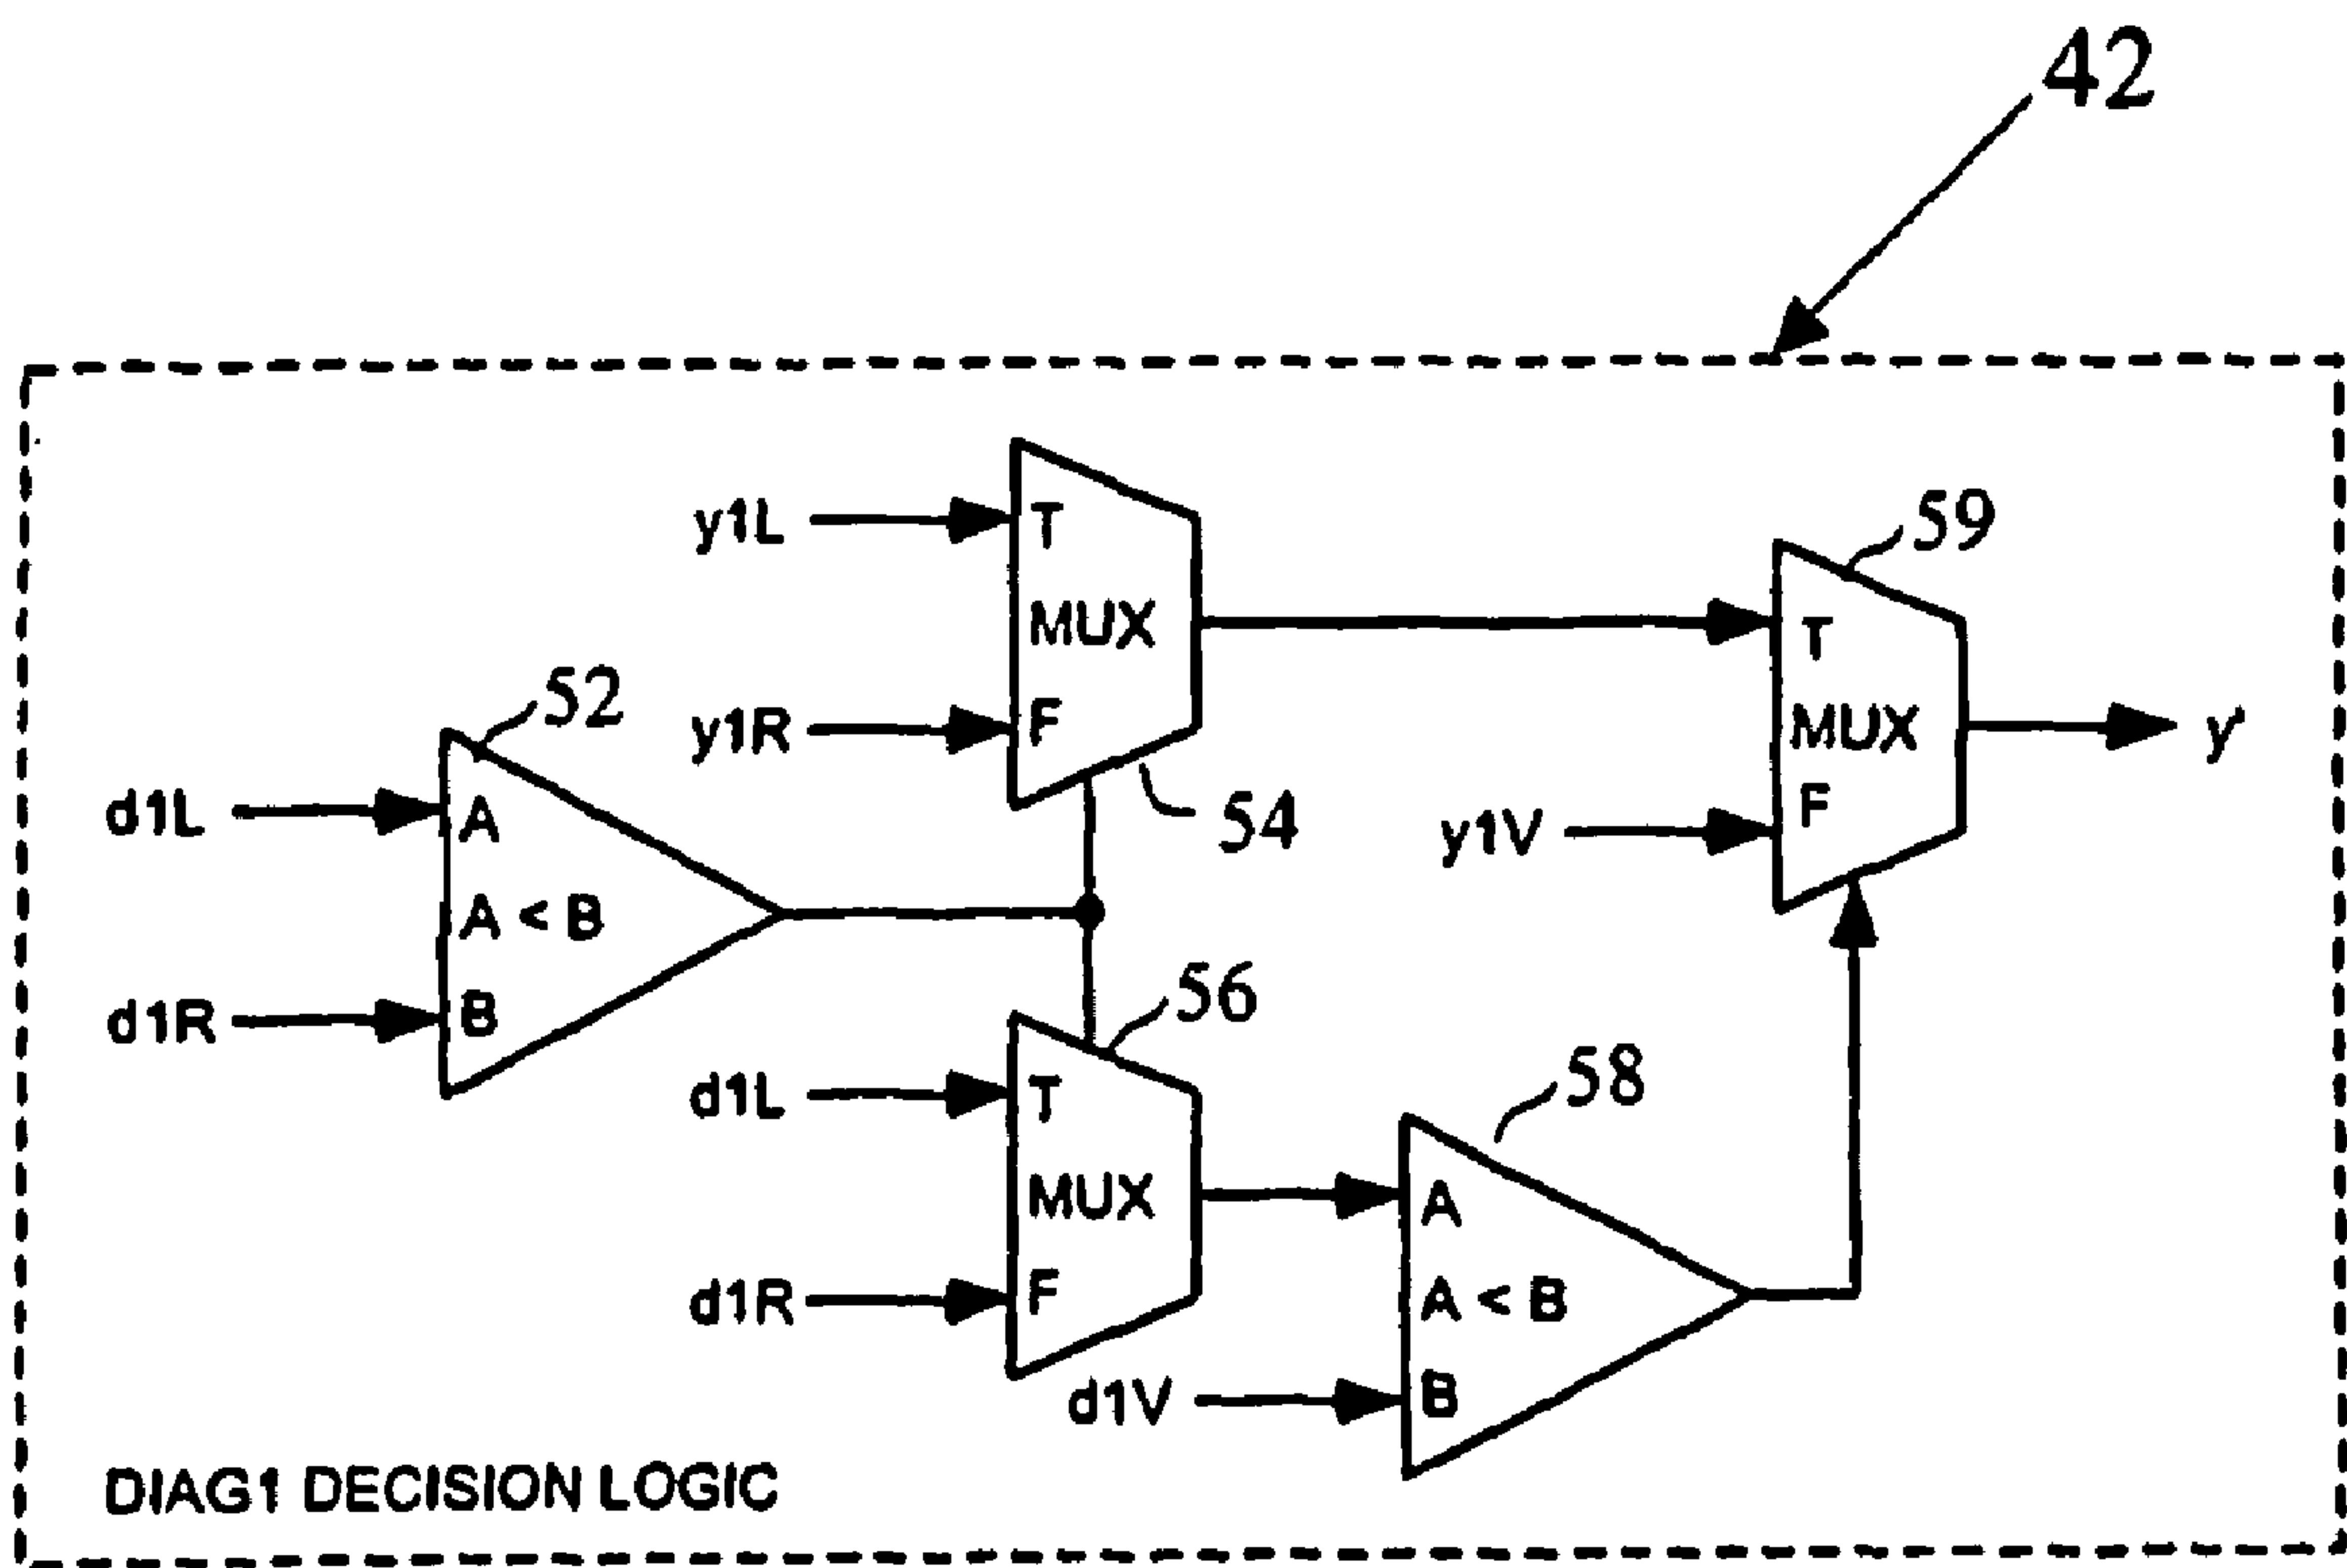 42
y1L
T
MUX
y1R
F
54
59
T
MUX
y1V
F
y'
52
d1L
A
A < B
d1R
B
56
d1L
T
MUX
d1R
F
58
A
A < B
d1V
B
DIAG1 DECISION LOGIC